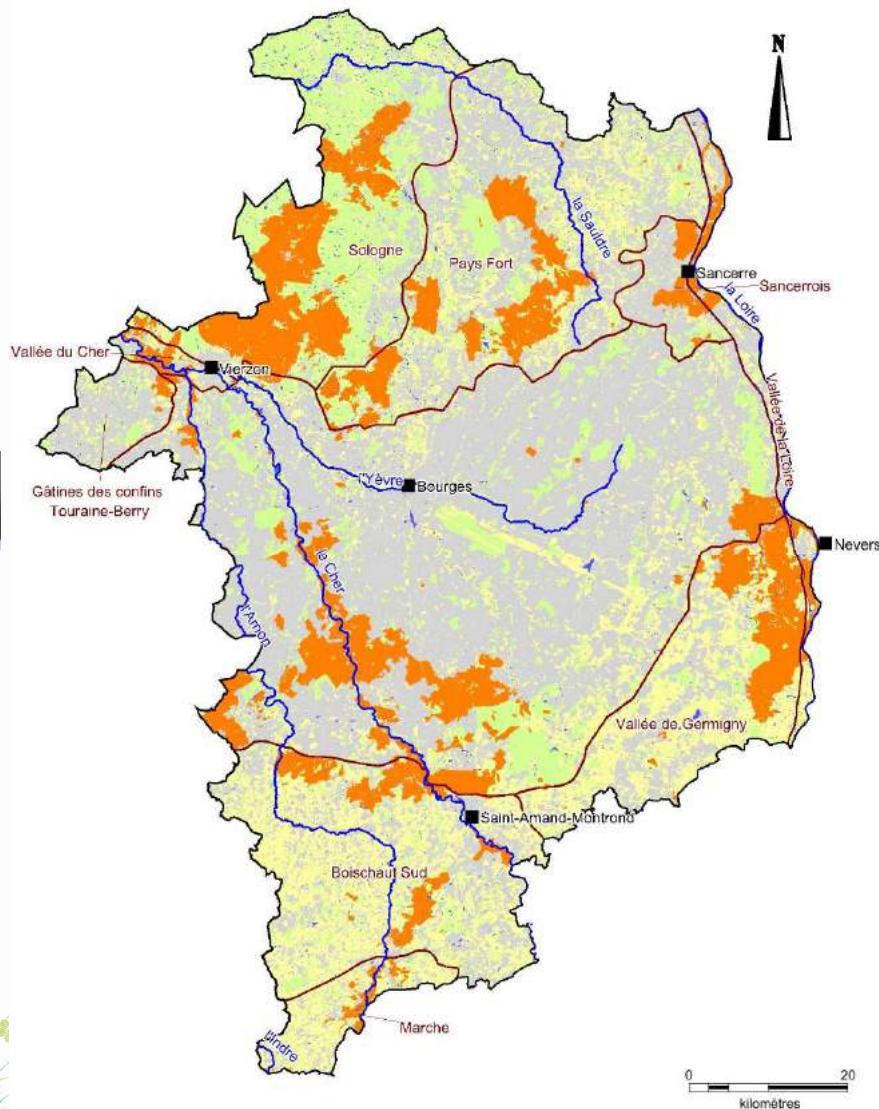 N
la Sauldre
Sologne
Pays Fort
Sancerre
Sancerrois
la Loire
Vallée du Cher
Vierzon
Vallée de la Loire
Gâtines des confins
Touraine-Berry
l'Yèvre
Bourges
Nevers
le Cher
l'Arnon
Vallée de Germigny
Saint-Amand-Montrond
Boischaut Sud
Marche
l'Indre
0 20
kilomètres